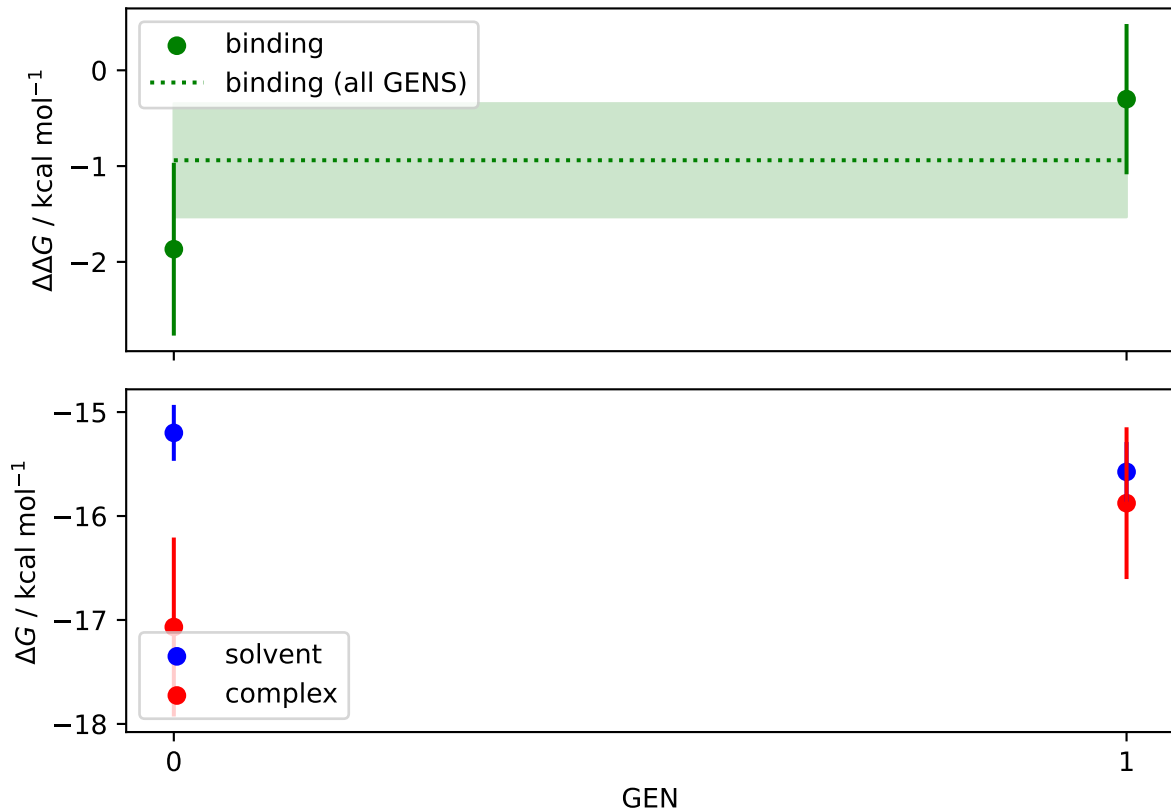 binding
binding (all GENS)
0
−1
−2
ΔΔG / kcal mol⁻¹
−15
−16
−17
−18
ΔG / kcal mol⁻¹
solvent
complex
0
1
GEN